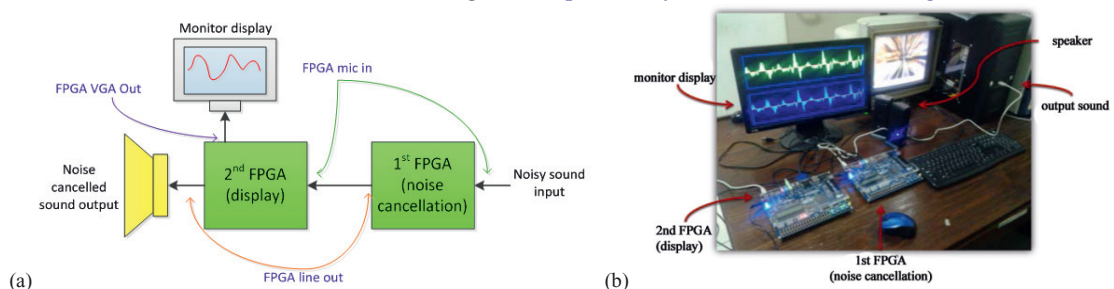 Monitor display
FPGA VGA Out
FPGA mic in
2nd FPGA
(display)
1st FPGA
(noise
cancellation)
Noise
cancelled
sound output
Noisy sound
input
FPGA line out
(a)
speaker
monitor display
output sound
2nd FPGA
(display)
1st FPGA
(noise cancellation)
(b)